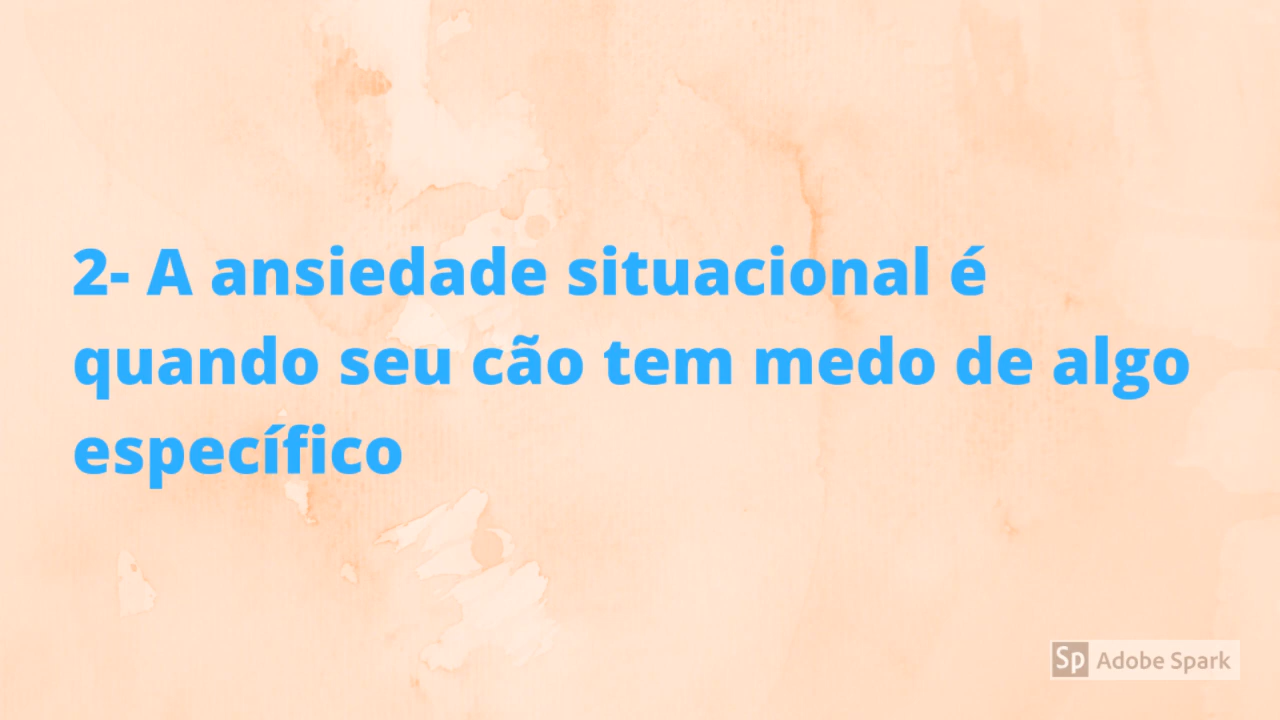 2- A ansiedade situacional é
quando seu cão tem medo de algo
específico
Sp Adobe Spark